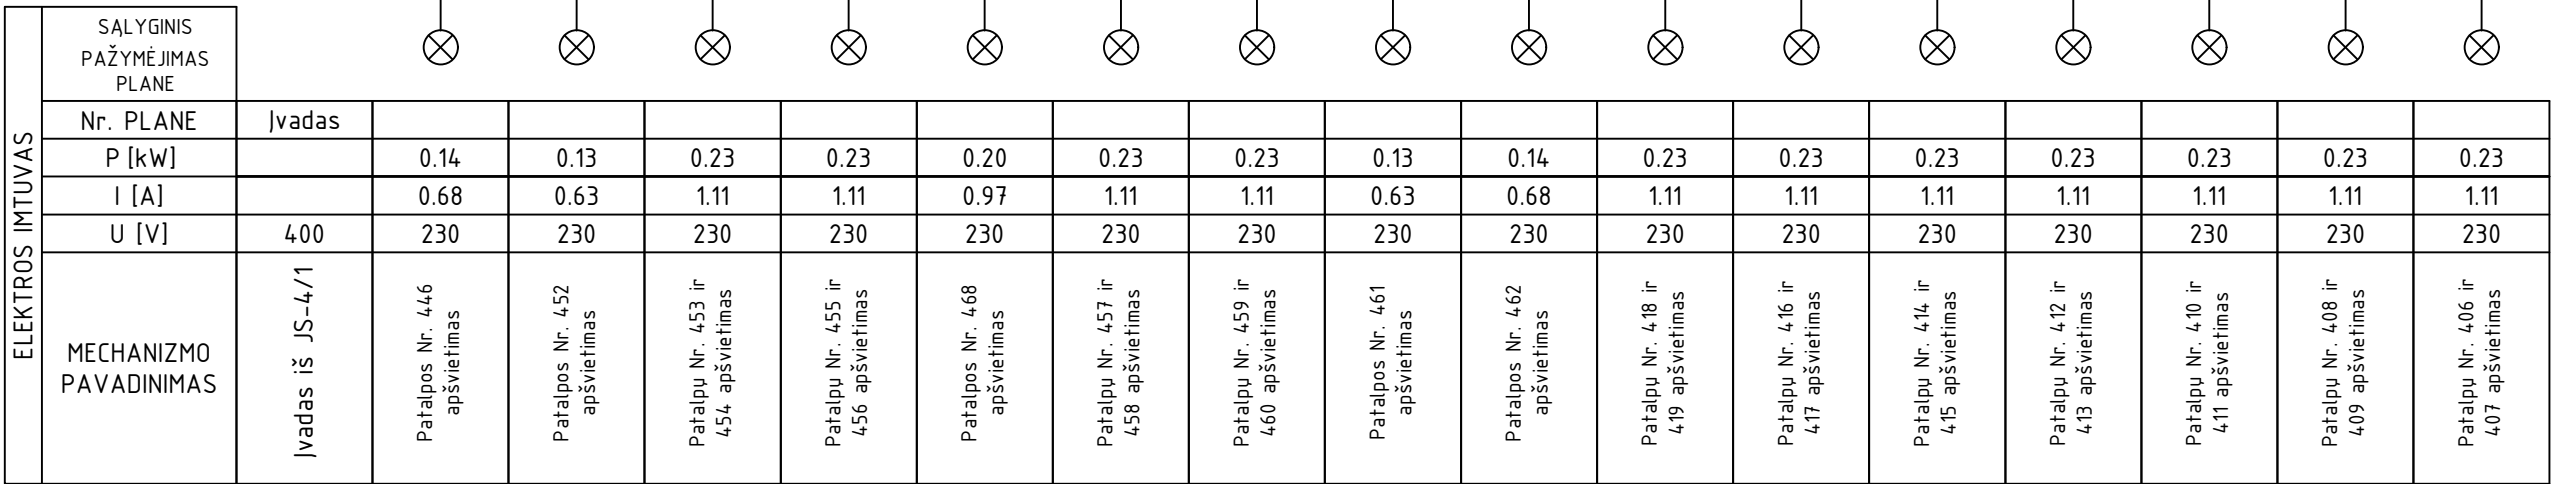 SĄLYGINIS
PAŽYMĖJIMAS
PLANE
ELEKTROS IMTUVAS
Nr. PLANE Įvadas
P [kW] 0.14 0.13 0.23 0.23 0.20 0.23 0.23 0.13 0.14 0.23 0.23 0.23 0.23 0.23 0.23 0.23
I [A] 0.68 0.63 1.11 1.11 0.97 1.11 1.11 0.63 0.68 1.11 1.11 1.11 1.11 1.11 1.11 1.11
U [V] 400 230 230 230 230 230 230 230 230 230 230 230 230 230 230 230 230
MECHANIZMO
PAVADINIMAS
Įvadas iš JS-4/1
Patalpos Nr. 446
apšvietimas
Patalpos Nr. 452
apšvietimas
Patalpų Nr. 453 ir
454 apšvietimas
Patalpų Nr. 455 ir
456 apšvietimas
Patalpos Nr. 468
apšvietimas
Patalpų Nr. 457 ir
458 apšvietimas
Patalpų Nr. 459 ir
460 apšvietimas
Patalpos Nr. 461
apšvietimas
Patalpos Nr. 462
apšvietimas
Patalpų Nr. 418 ir
419 apšvietimas
Patalpų Nr. 416 ir
417 apšvietimas
Patalpų Nr. 414 ir
415 apšvietimas
Patalpų Nr. 412 ir
413 apšvietimas
Patalpų Nr. 410 ir
411 apšvietimas
Patalpų Nr. 408 ir
409 apšvietimas
Patalpų Nr. 406 ir
407 apšvietimas